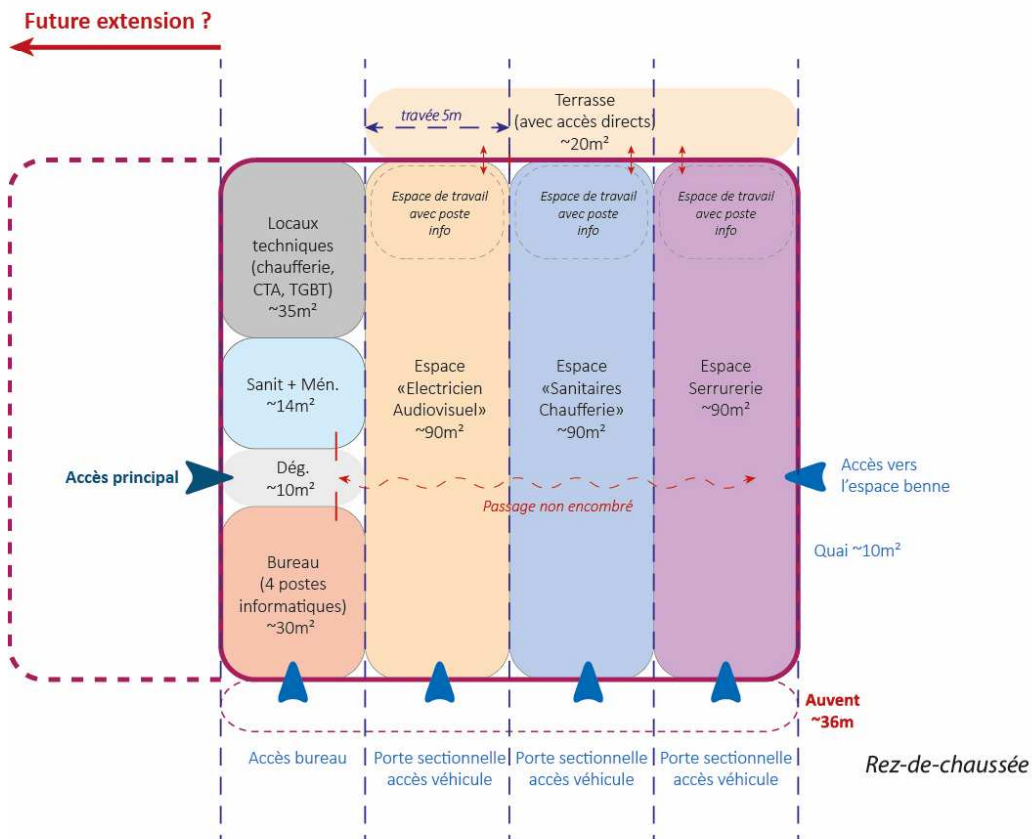 Future extension ?
travée 5m
Terrasse
(avec accès directs)
~20m²
Locaux
techniques
(chaufferie,
CTA, TGBT)
~35m²
Espace de travail
avec poste
info
Espace de travail
avec poste
info
Espace de travail
avec poste
info
Sanit + Mén.
~14m²
Espace
«Electricien
Audiovisuel»
~90m²
Espace
«Sanitaires
Chaufferie»
~90m²
Espace
Serrurerie
~90m²
Accès principal
Dég.
~10m²
Passage non encombré
Accès vers
l'espace benne
Quai ~10m²
Bureau
(4 postes
informatiques)
~30m²
Auvent
~36m
Accès bureau
Porte sectionnelle
accès véhicule
Porte sectionnelle
accès véhicule
Porte sectionnelle
accès véhicule
Rez-de-chaussée